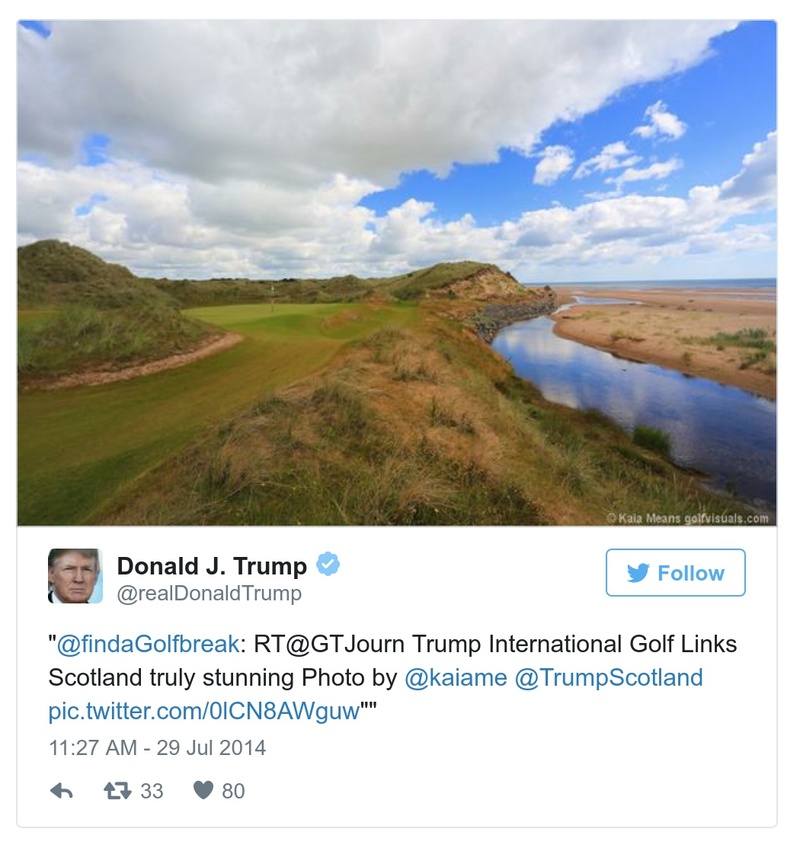 © Kaia Means golfvisuals.com
Donald J. Trump
@realDonaldTrump
Follow
"@findaGolfbreak: RT@GTJourn Trump International Golf Links
Scotland truly stunning Photo by @kaiame @TrumpScotland
pic.twitter.com/0lCN8AWguw""
11:27 AM - 29 Jul 2014
33 80